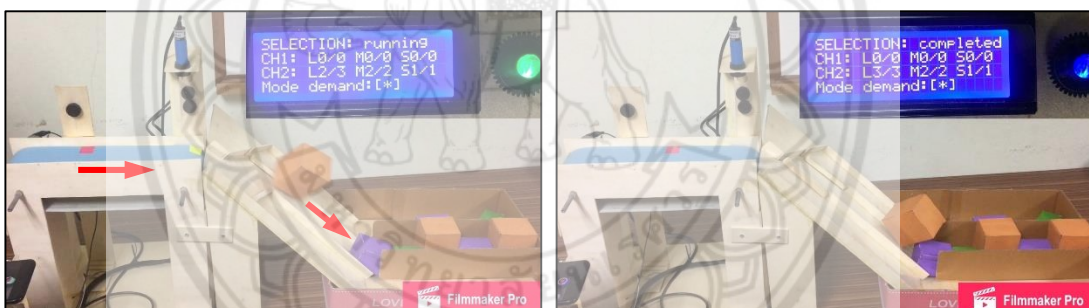 SELECTION: running
CH1: L0/0 M0/0 S0/0
CH2: L2/3 M2/2 S1/1
Mode demand:[*]
Filmmaker Pro
SELECTION: completed
CH1: L0/0 M0/0 S0/0
CH2: L3/3 M2/2 S1/1
Mode demand:[*]
LOV
Filmmaker Pro